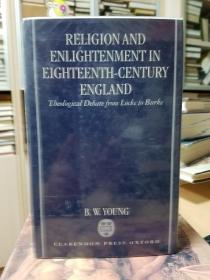 RELIGION AND
ENLIGHTENMENT IN
EIGHTEENTH-CENTURY
ENGLAND
Theological Debate from Locke to Burke
B. W. YOUNG
CLARENDON PRESS OXFORD